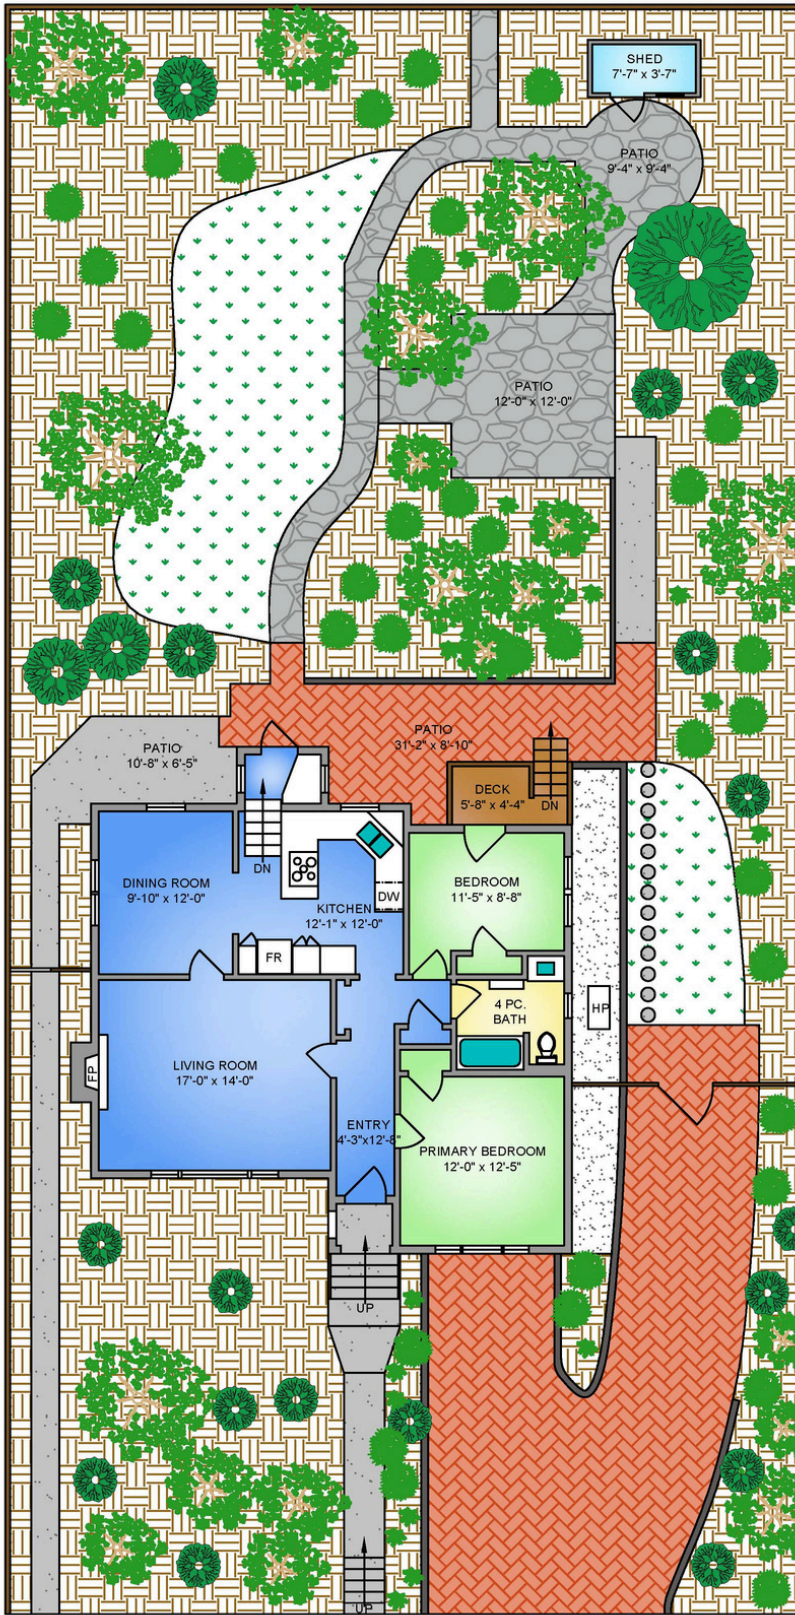 SHED
7'-7" x 3'-7"
PATIO
9'-4" x 9'-4"
PATIO
12'-0" x 12'-0"
PATIO
31'-2" x 8'-10"
PATIO
10'-8" x 6'-5"
DECK
5'-8" x 4'-4"
DN
DN
DINING ROOM
9'-10" x 12'-0"
KITCHEN
12'-1" x 12'-0"
DW
FR
BEDROOM
11'-5" x 8'-8"
4 PC.
BATH
HP
LIVING ROOM
17'-0" x 14'-0"
FP
ENTRY
4'-3"x12'-8"
PRIMARY BEDROOM
12'-0" x 12'-5"
UP
UP